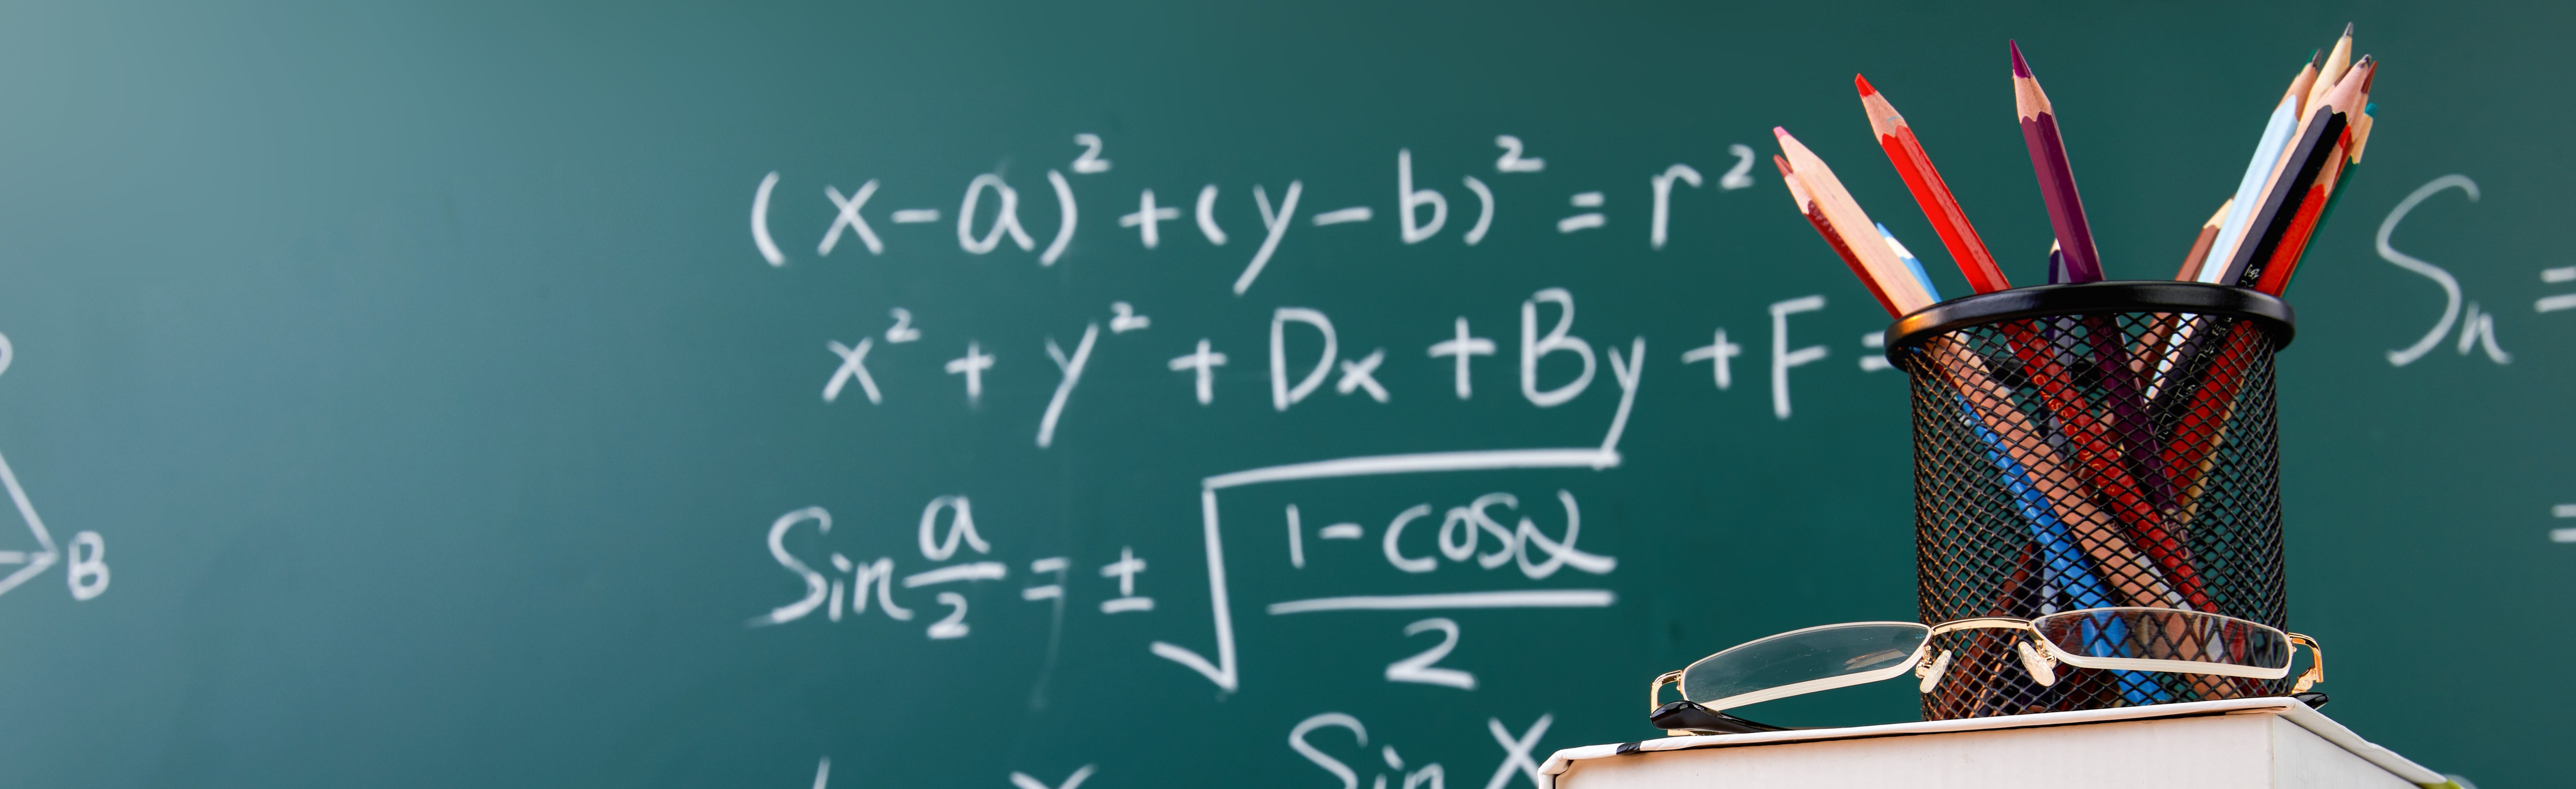 (x-a)² + (y-b)² = r²
x² + y² + Dx + By + F =
Sin a/2 = ± √((1-cosα)/2)
Sin x
B
Sn =
=